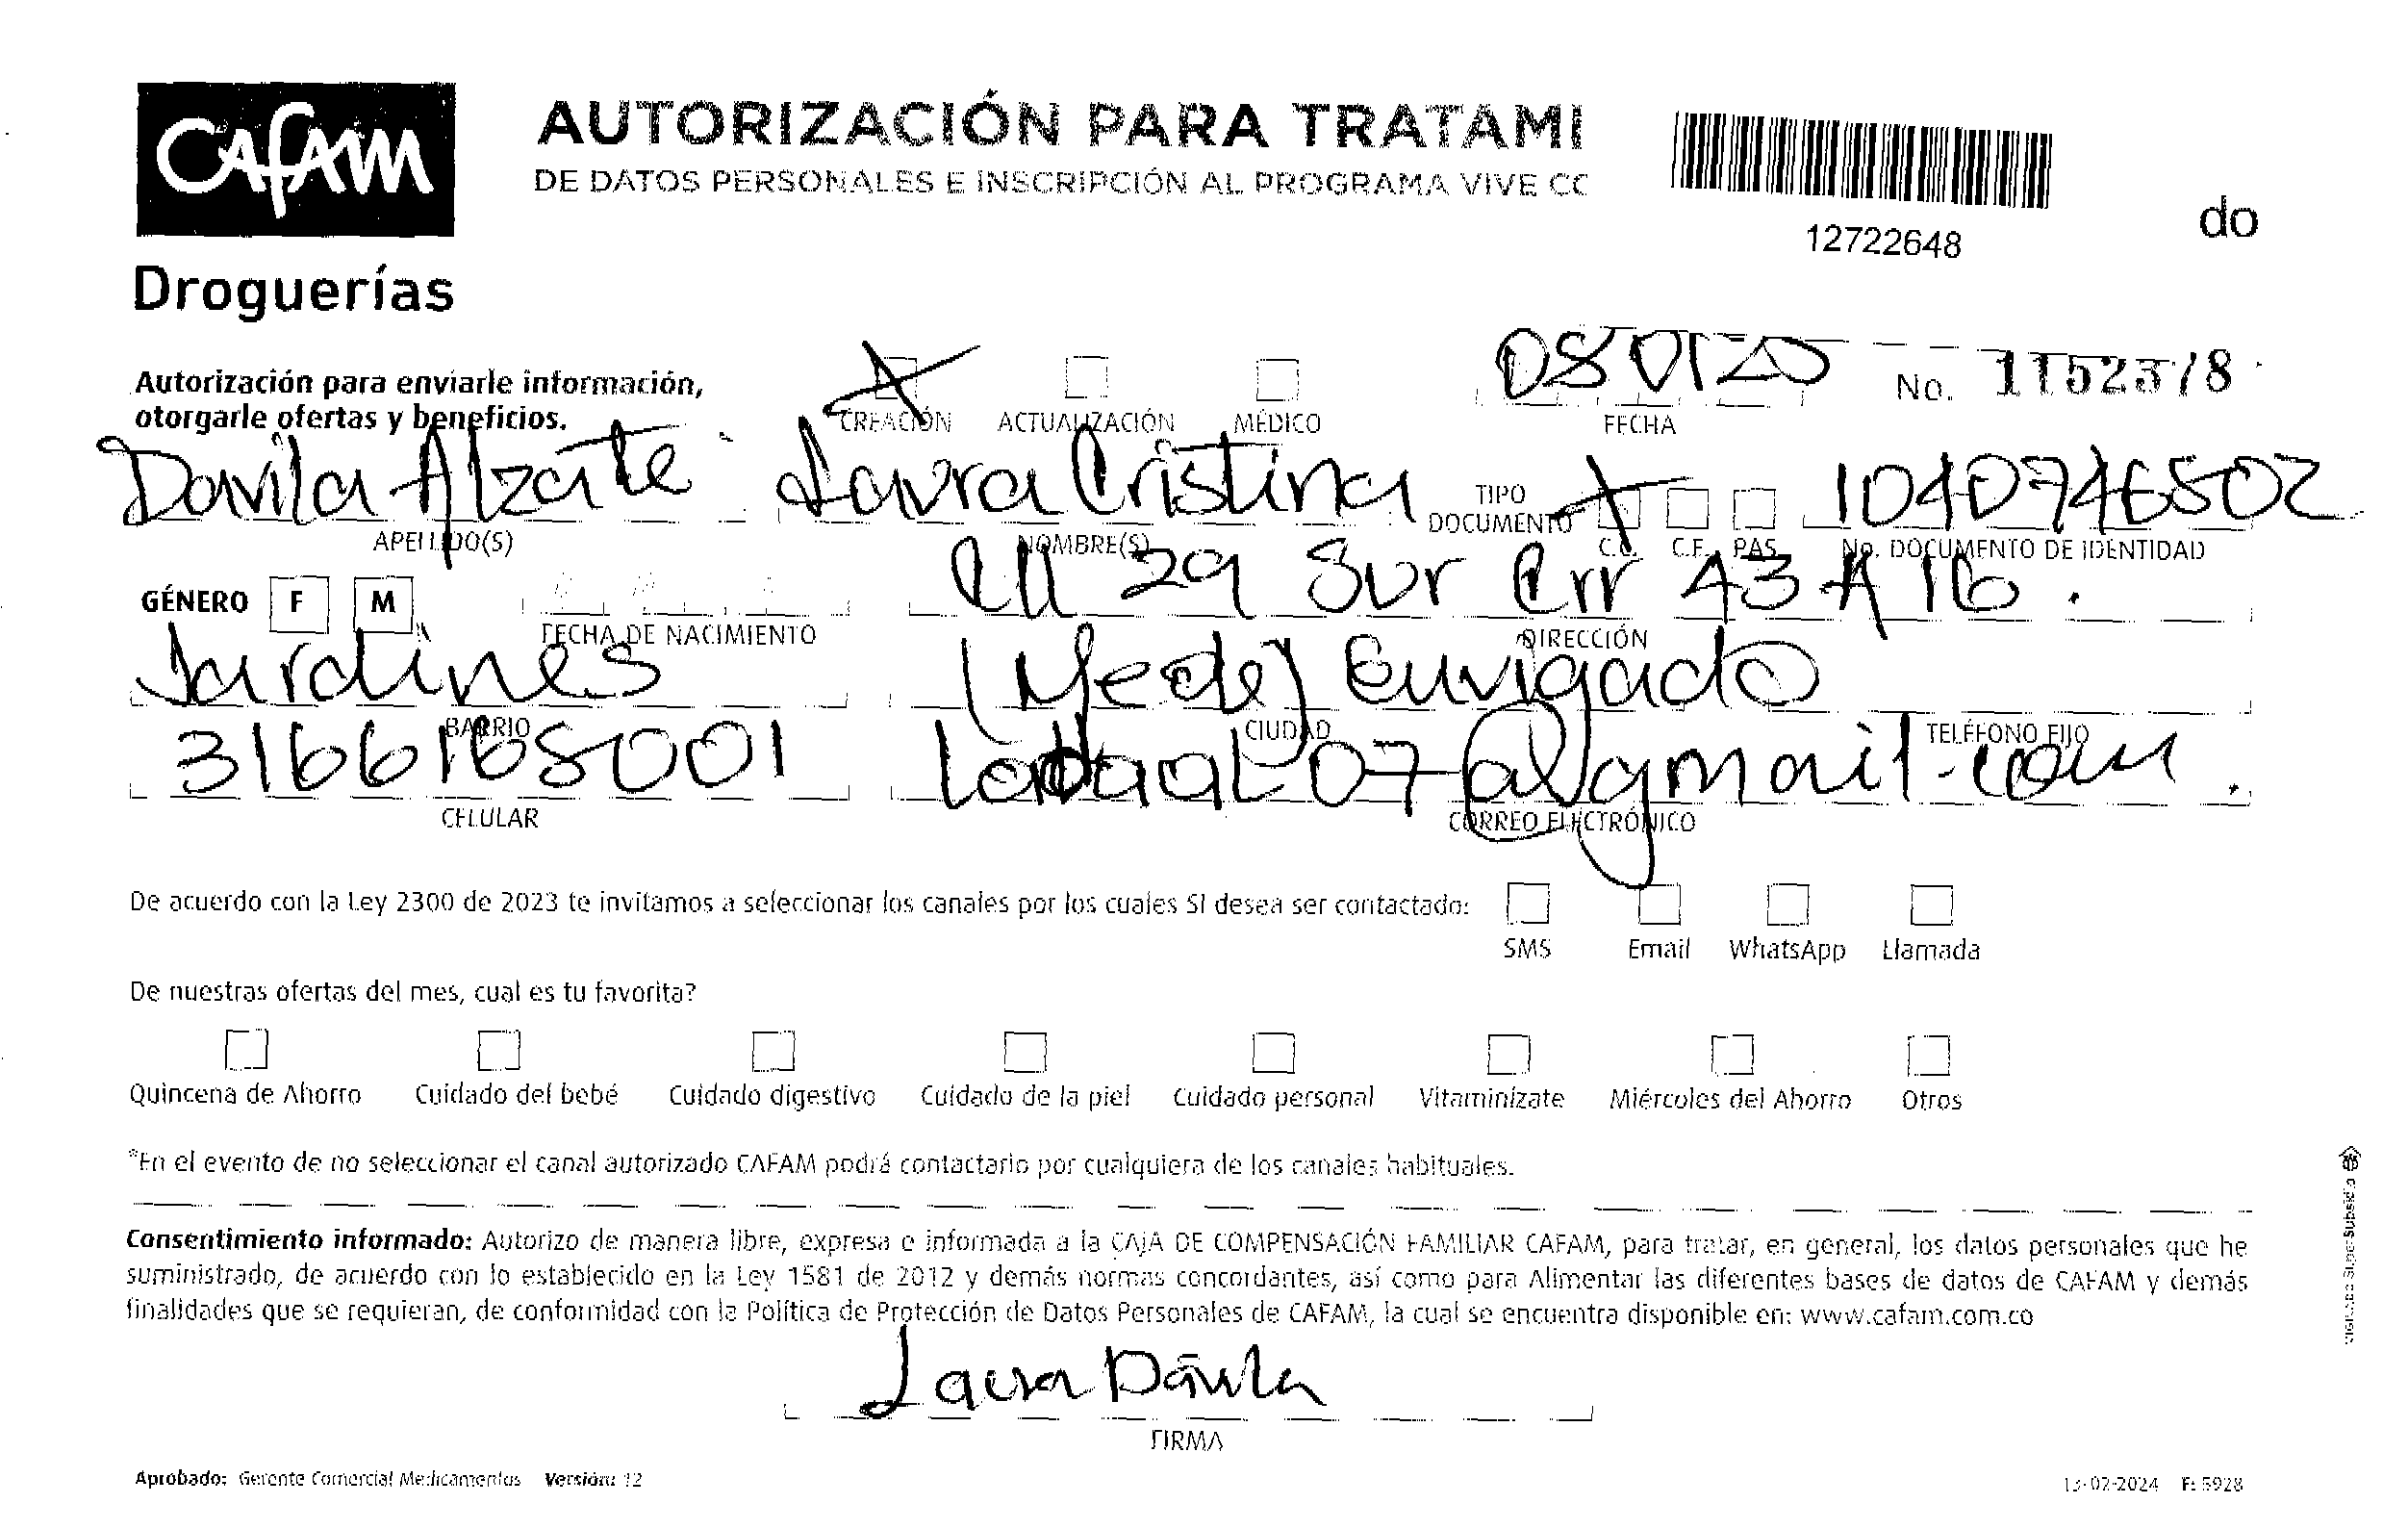 CAFAM
Droguerías
AUTORIZACIÓN PARA TRATAMI
DE DATOS PERSONALES E INSCRIPCIÓN AL PROGRAMA VIVE CO
12722648
do
Autorización para enviarle información,
otorgarle ofertas y beneficios.
CREACIÓN ACTUALIZACIÓN MÉDICO
080125
FECHA
No. 1152378
Davila Alzate Laura Cristina
TIPO DOCUMENTO
1040746502
APELLIDO(S) NOMBRE(S) C.C. C.E. PAS. No. DOCUMENTO DE IDENTIDAD
Cll 29 Sur Crr 43 A 16.
GÉNERO F M FECHA DE NACIMIENTO DIRECCIÓN
Jardines (Mede) Envigado
BARRIO CIUDAD TELÉFONO FIJO
3166168001 @gmail.com.
CELULAR CORREO ELECTRÓNICO
De acuerdo con la Ley 2300 de 2023 te invitamos a seleccionar los canales por los cuales SI desea ser contactado:
SMS Email WhatsApp Llamada
De nuestras ofertas del mes, cual es tu favorita?
Quincena de Ahorro Cuidado del bebé Cuidado digestivo Cuidado de la piel Cuidado personal Vitaminízate Miércoles del Ahorro Otros
*En el evento de no seleccionar el canal autorizado CAFAM podrá contactarlo por cualquiera de los canales habituales.
Consentimiento informado: Autorizo de manera libre, expresa e informada a la CAJA DE COMPENSACIÓN FAMILIAR CAFAM, para tratar, en general, los datos personales que he
suministrado, de acuerdo con lo establecido en la Ley 1581 de 2012 y demás normas concordantes, así como para Alimentar las diferentes bases de datos de CAFAM y demás
finalidades que se requieran, de conformidad con la Política de Protección de Datos Personales de CAFAM, la cual se encuentra disponible en: www.cafam.com.co
Laura Dávila
FIRMA
Aprobado: Gerente Comercial Medicamentos Versión: 12
13-02-2024 F: 5928
VIGILADO SuperSubsidio